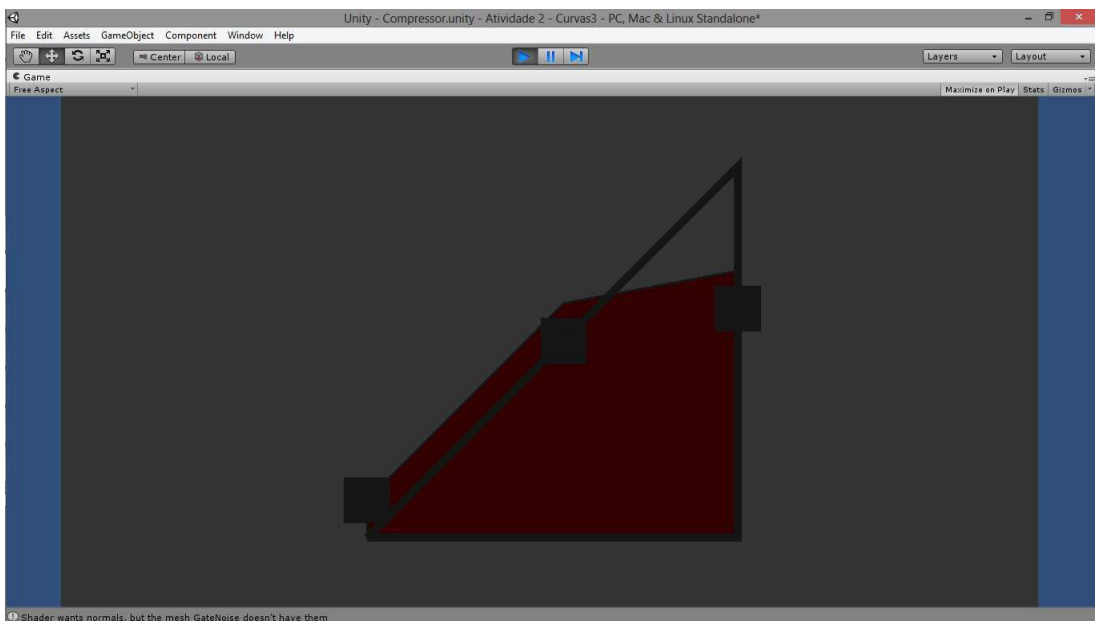 Unity - Compressor.unity - Atividade 2 - Curvas3 - PC, Mac & Linux Standalone*
File Edit Assets GameObject Component Window Help
Center Local Layers Layout
Game
Free Aspect Maximize on Play Stats Gizmos
Shader wants normals, but the mesh GateNoise doesn't have them